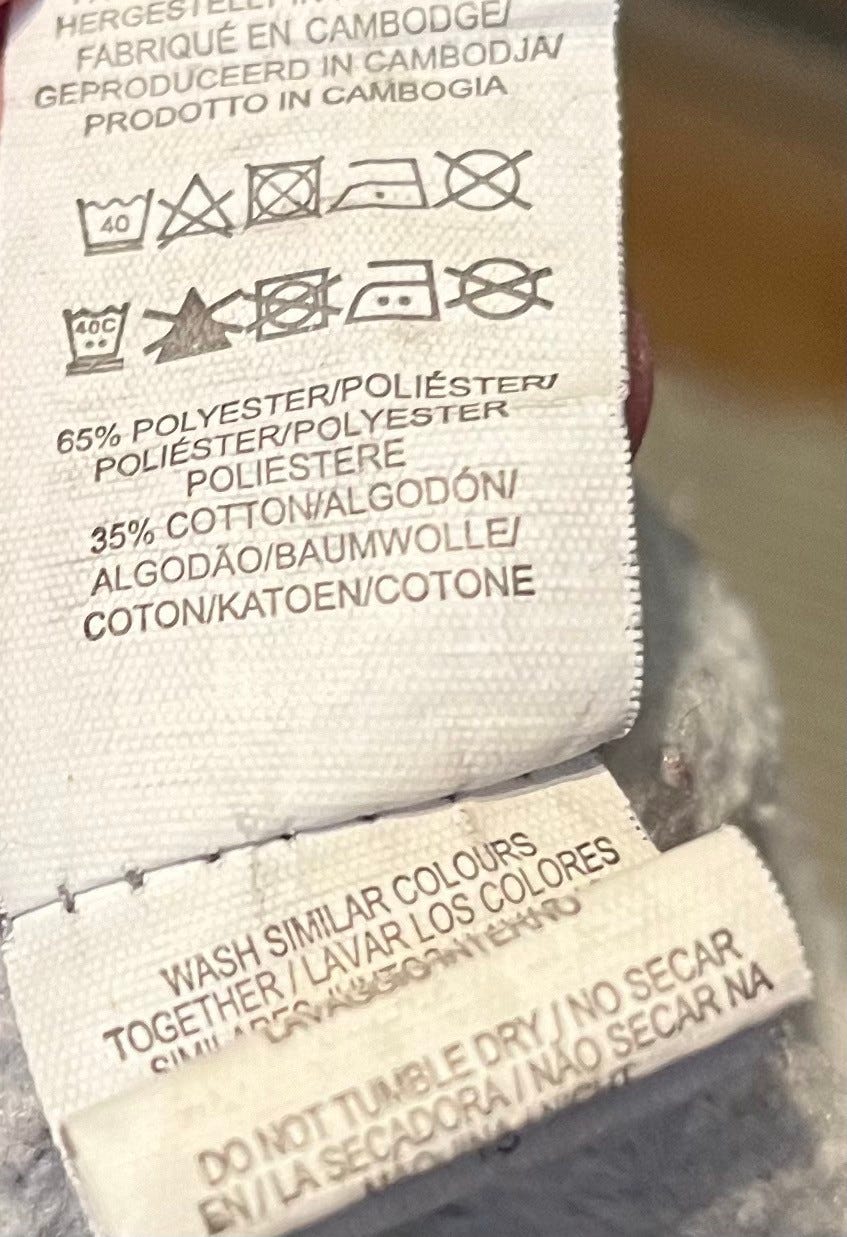 HERGESTELLT IN
FABRIQUÉ EN CAMBODGE/
GEPRODUCEERD IN CAMBODJA/
PRODOTTO IN CAMBOGIA
40
40C
65% POLYESTER/POLIÉSTER/
POLIÉSTER/POLYESTER
POLIESTERE
35% COTTON/ALGODÓN/
ALGODÃO/BAUMWOLLE/
COTON/KATOEN/COTONE
WASH SIMILAR COLOURS
TOGETHER / LAVAR LOS COLORES
DO NOT TUMBLE DRY / NO SECAR
EN / LA SECADORA / NÃO SECAR NA